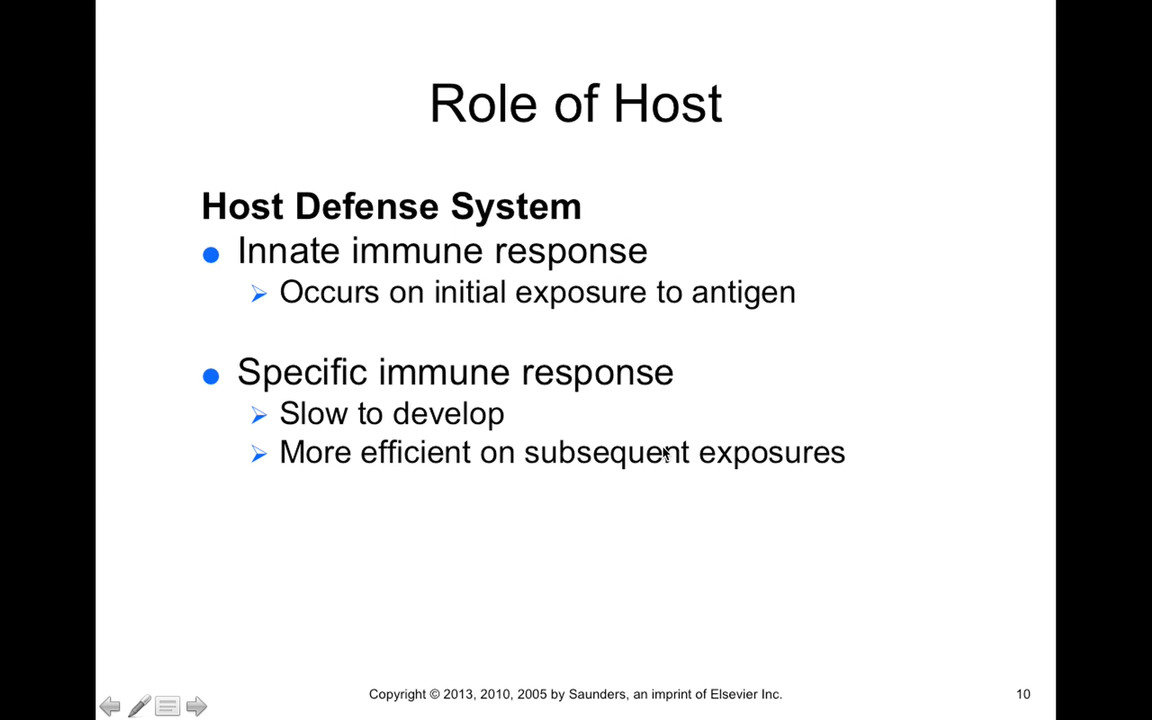 Role of Host
Host Defense System
Innate immune response
Occurs on initial exposure to antigen
Specific immune response
Slow to develop
More efficient on subsequent exposures
Copyright © 2013, 2010, 2005 by Saunders, an imprint of Elsevier Inc.
10